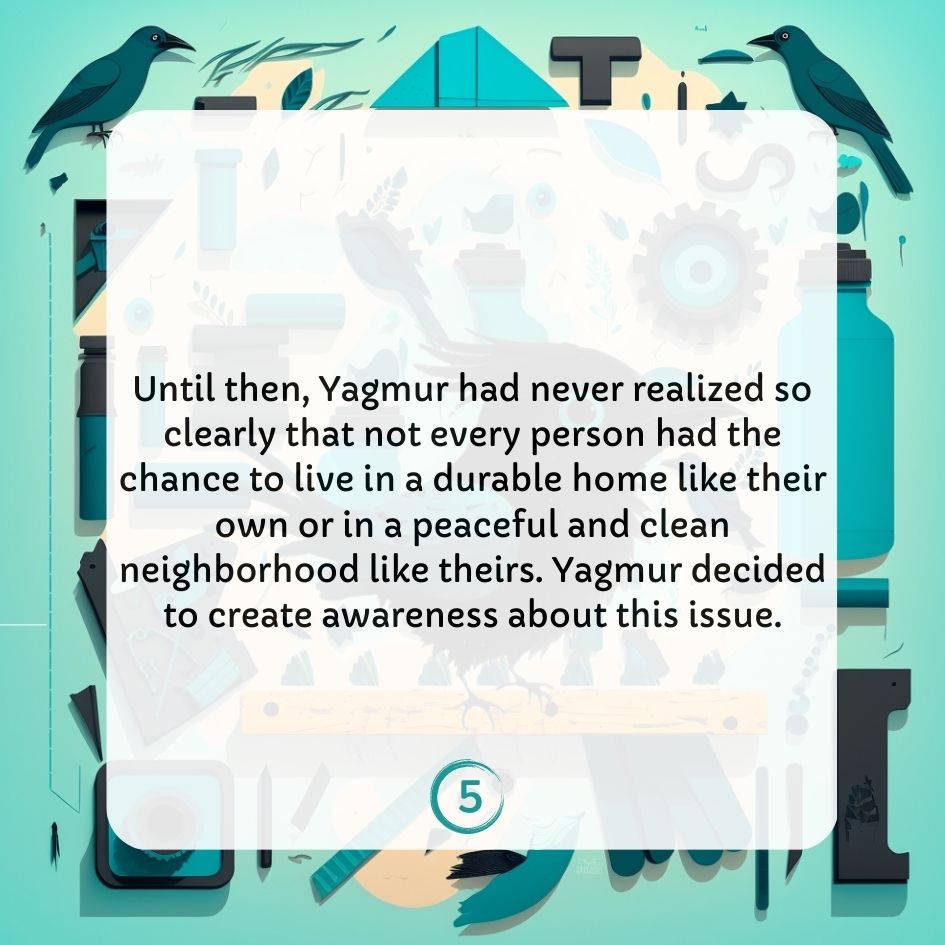 Until then, Yagmur had never realized so
clearly that not every person had the
chance to live in a durable home like their
own or in a peaceful and clean
neighborhood like theirs. Yagmur decided
to create awareness about this issue.
5